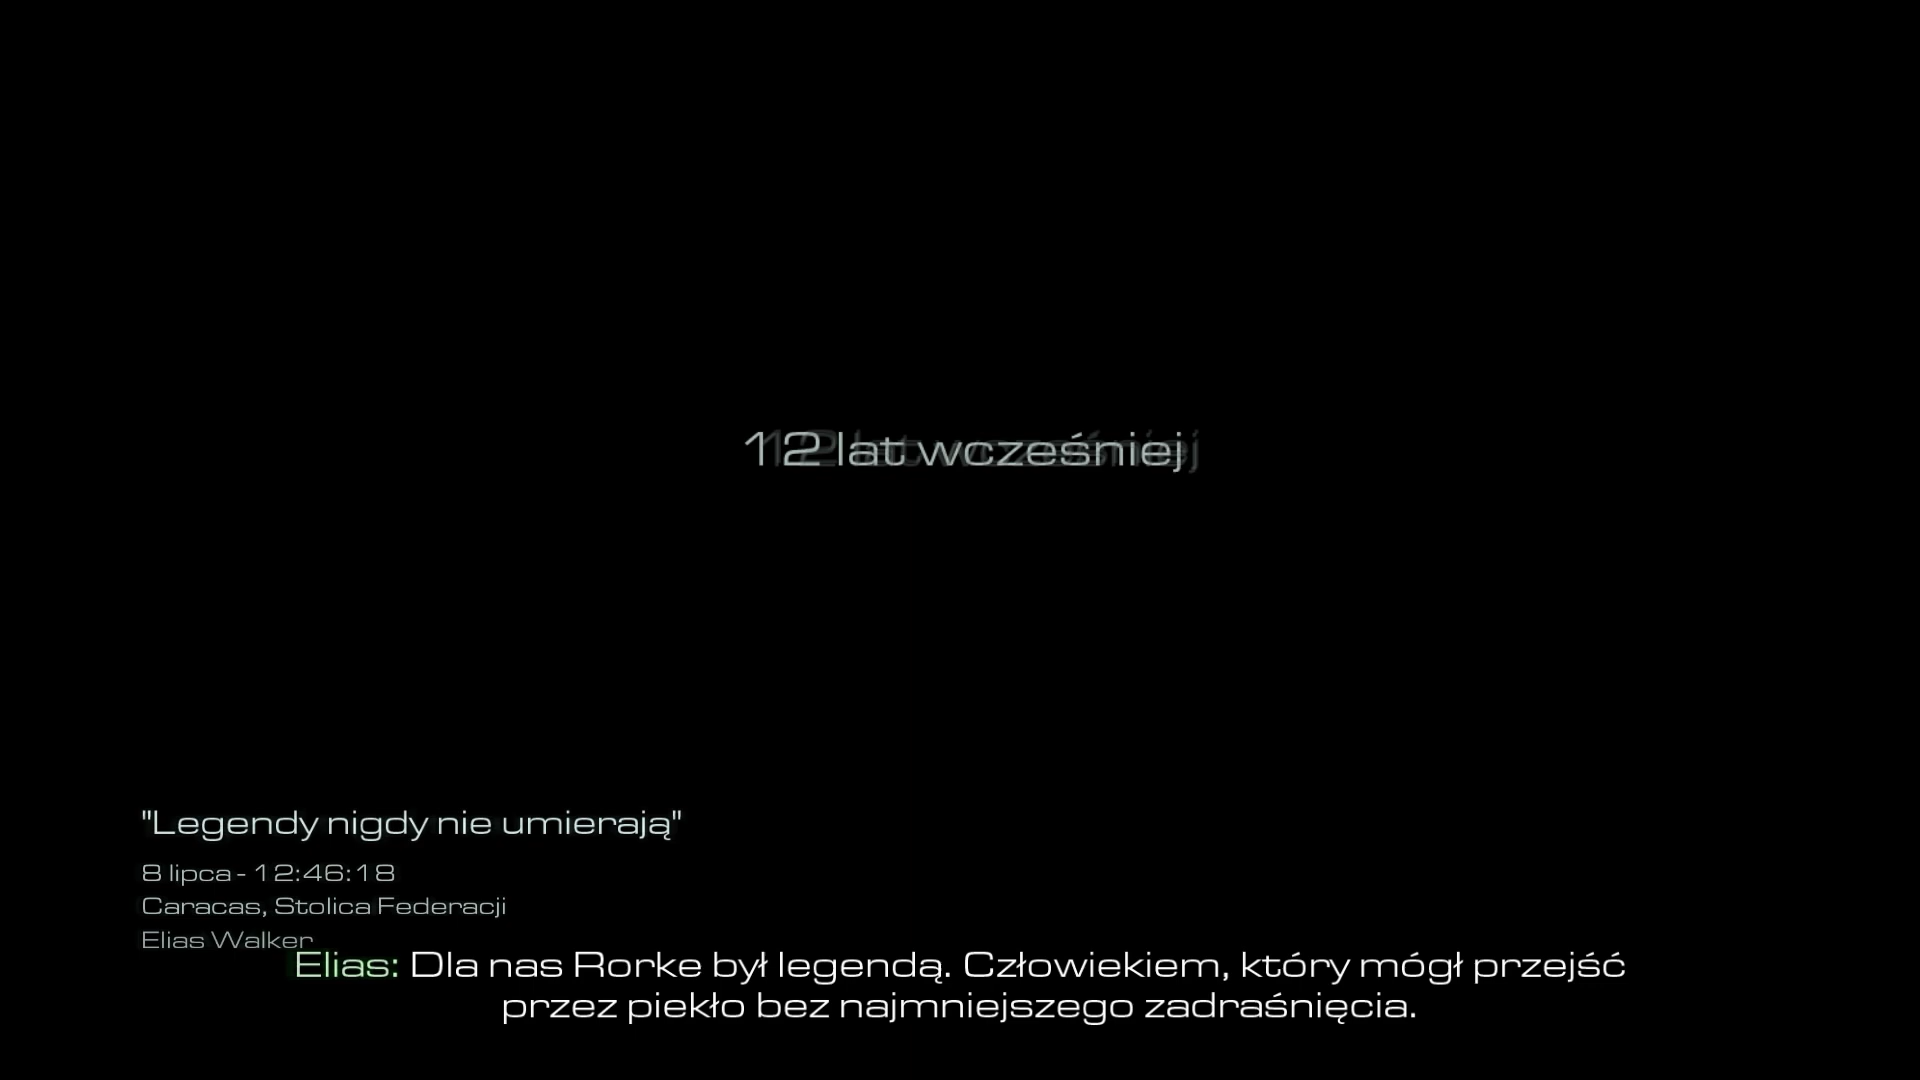 12 lat wcześniej
"Legendy nigdy nie umierają"
8 lipca - 12:46:18
Caracas, Stolica Federacji
Elias Walker
Elias: Dla nas Rorke był legendą. Człowiekiem, który mógł przejść
przez piekło bez najmniejszego zadraśnięcia.